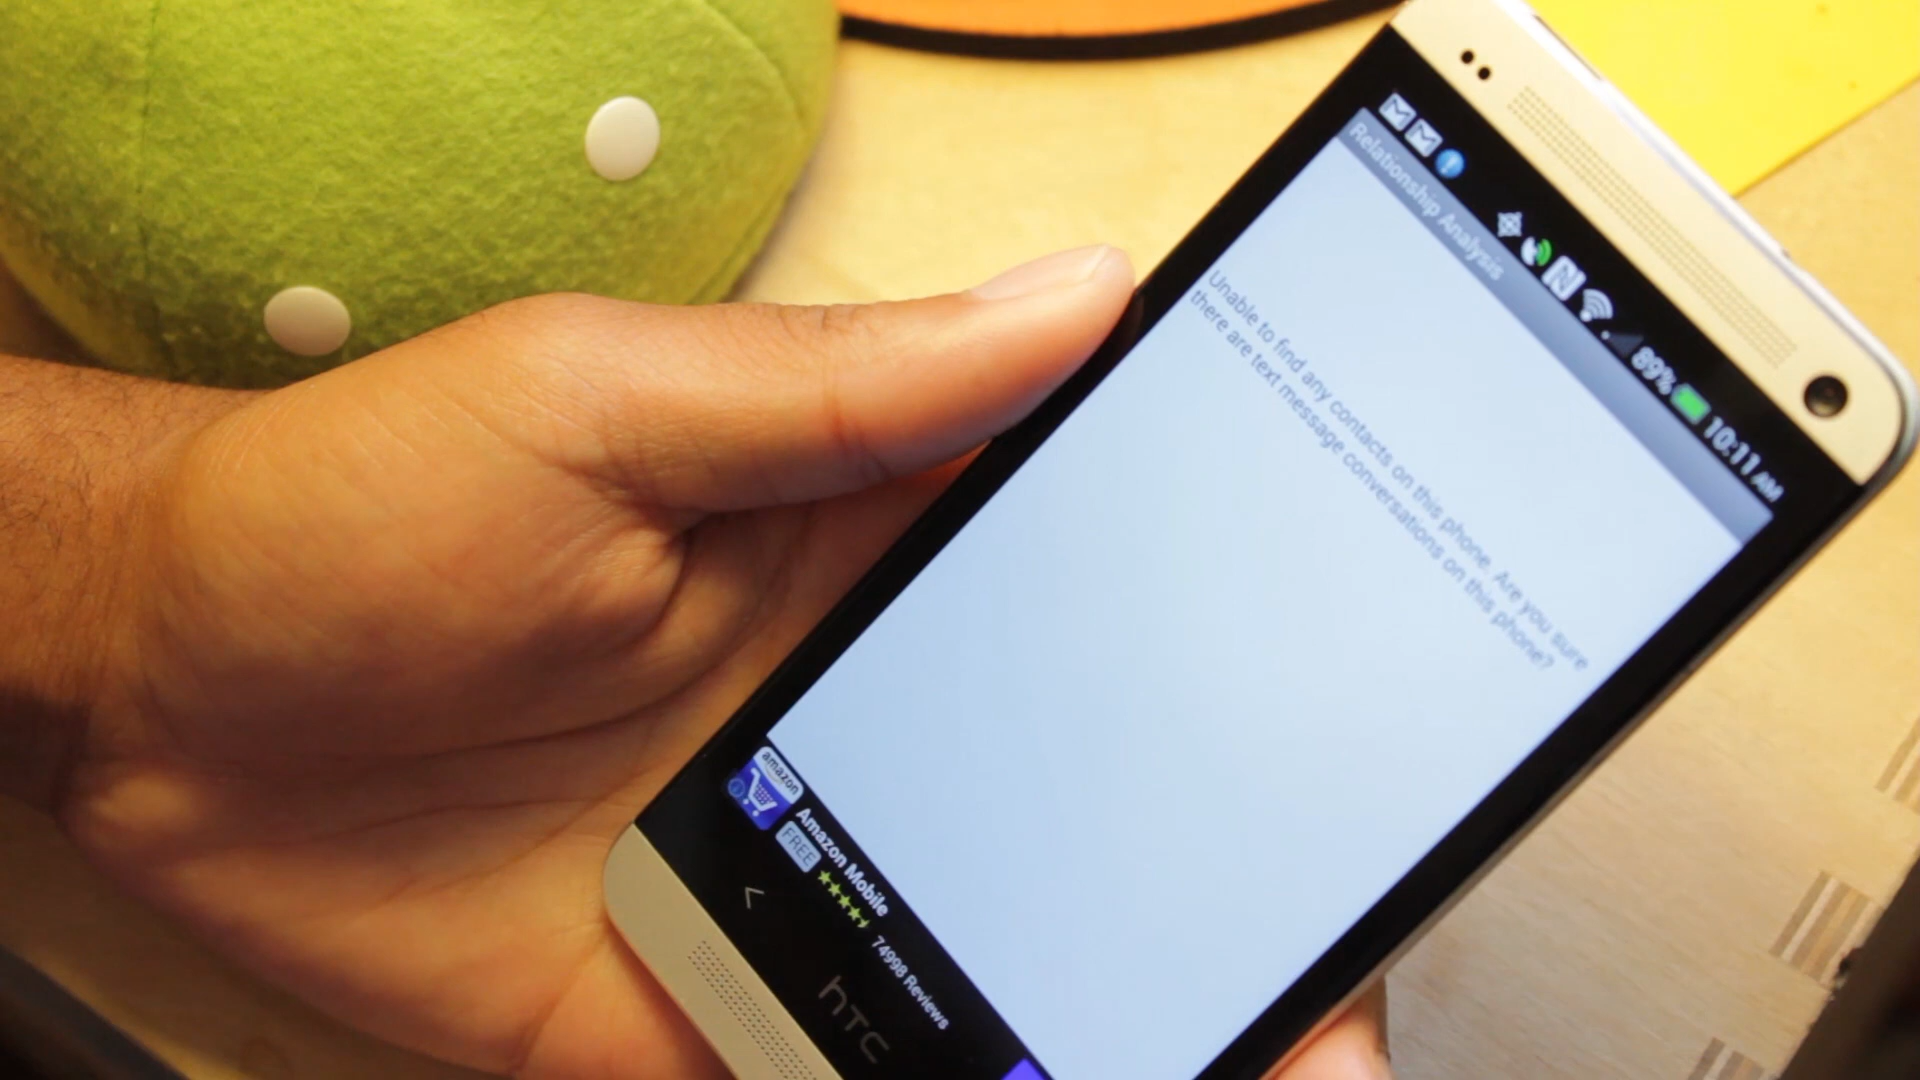 89% 10:11 AM
Relationship Analysis
Unable to find any contacts on this phone. Are you sure
there are text message conversations on this phone?
amazon
Amazon Mobile
FREE
74998 Reviews
hTC